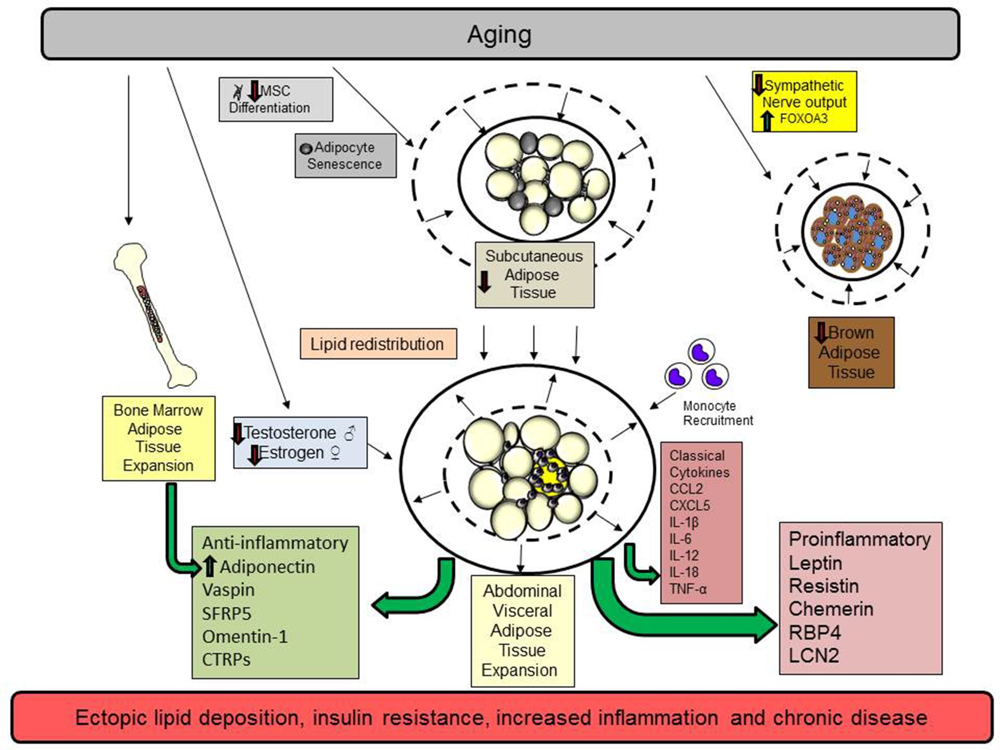 Aging
MSC
Differentiation
Adipocyte
Senescence
Sympathetic
Nerve output
FOXOA3
Subcutaneous
Adipose
Tissue
Lipid redistribution
Brown
Adipose
Tissue
Monocyte
Recruitment
Bone Marrow
Adipose
Tissue
Expansion
Testosterone ♂
Estrogen ♀
Classical
Cytokines
CCL2
CXCL5
IL-1β
IL-6
IL-12
IL-18
TNF-α
Anti-inflammatory
Adiponectin
Vaspin
SFRP5
Omentin-1
CTRPs
Abdominal
Visceral
Adipose
Tissue
Expansion
Proinflammatory
Leptin
Resistin
Chemerin
RBP4
LCN2
Ectopic lipid deposition, insulin resistance, increased inflammation and chronic disease